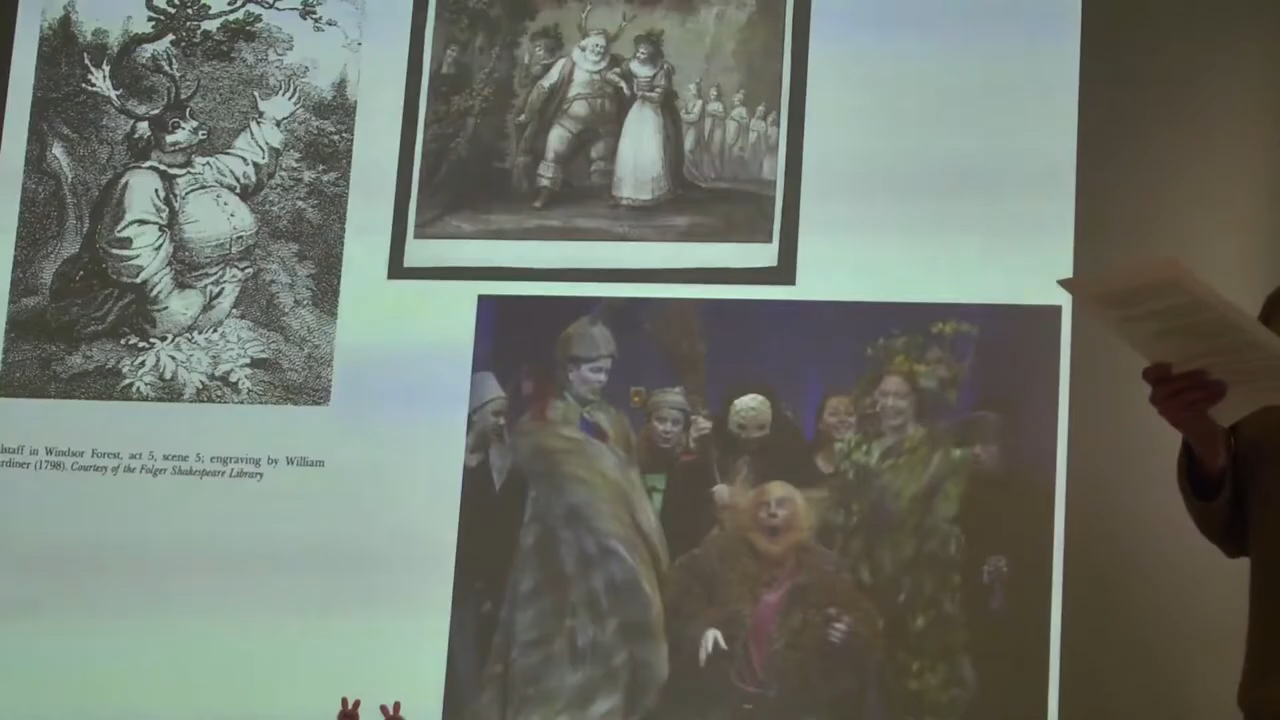 lstaff in Windsor Forest, act 5, scene 5; engraving by William
rdiner (1798). Courtesy of the Folger Shakespeare Library